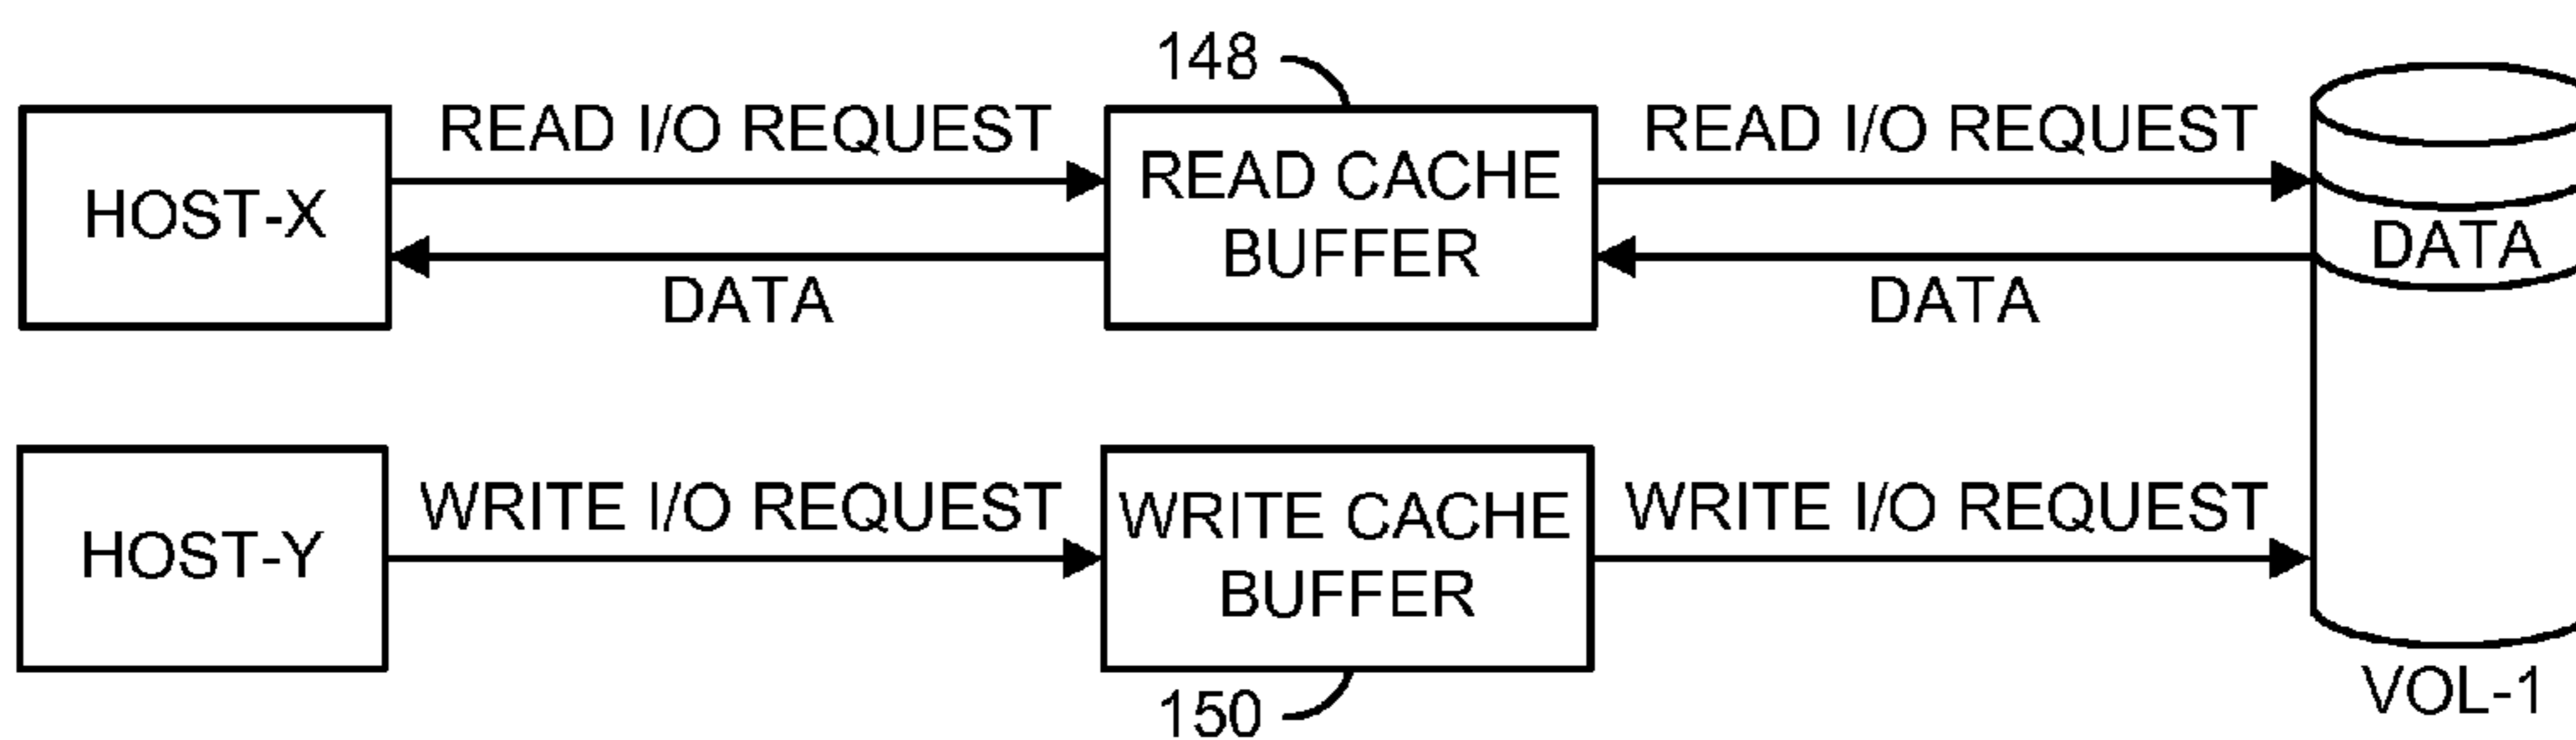 148
READ I/O REQUEST
READ I/O REQUEST
HOST-X
READ CACHE
BUFFER
DATA
DATA
DATA
HOST-Y
WRITE I/O REQUEST
WRITE CACHE
BUFFER
WRITE I/O REQUEST
150
VOL-1